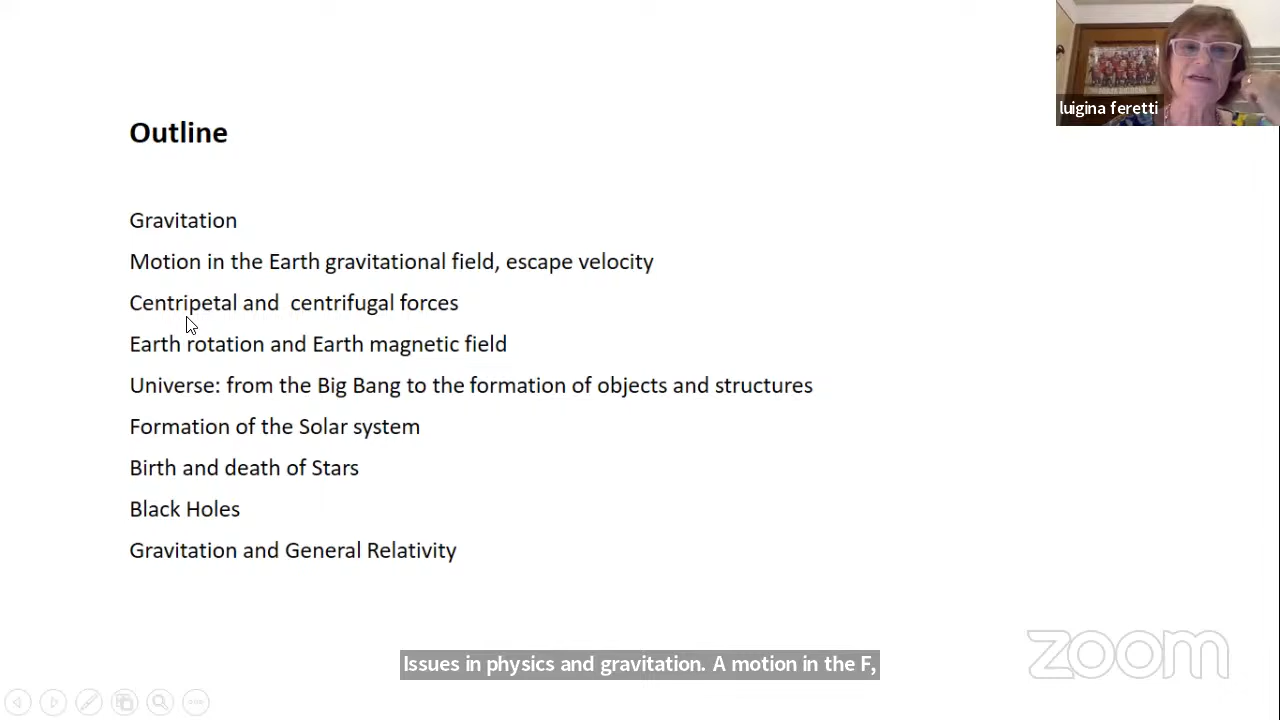 luigina feretti
Outline
Gravitation
Motion in the Earth gravitational field, escape velocity
Centripetal and  centrifugal forces
Earth rotation and Earth magnetic field
Universe: from the Big Bang to the formation of objects and structures
Formation of the Solar system
Birth and death of Stars
Black Holes
Gravitation and General Relativity
zoom
Issues in physics and gravitation. A motion in the F,